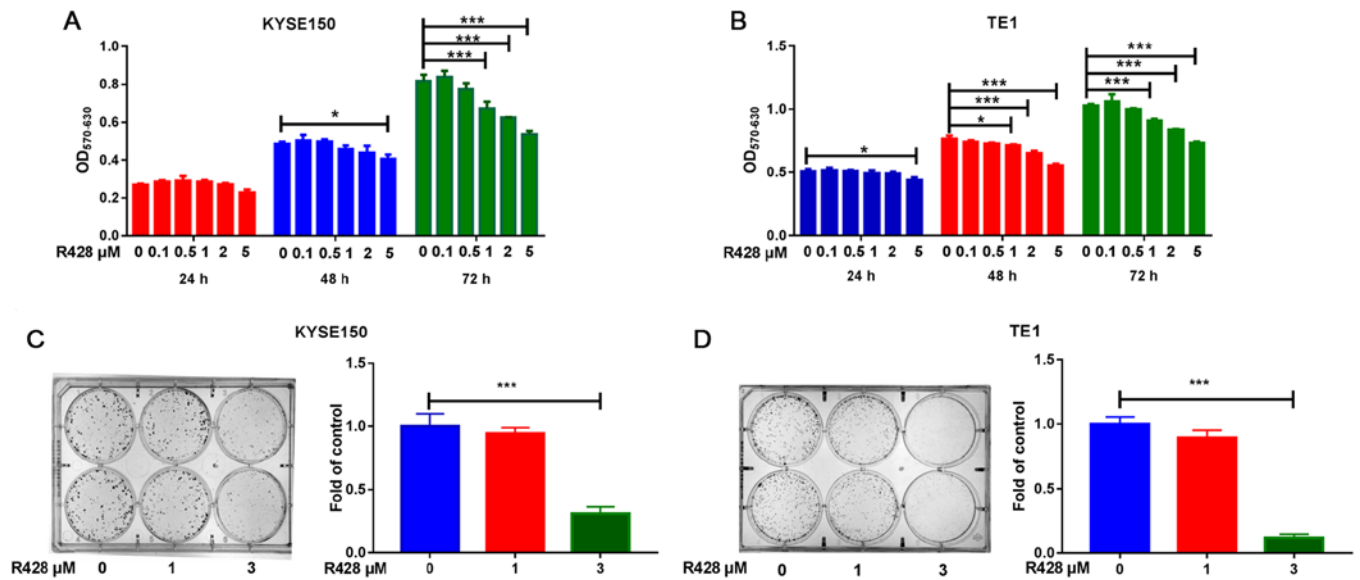 A
KYSE150
***
***
***
*
1.0
0.8
0.6
0.4
0.2
0.0
OD570-630
R428 μM
0 0.1 0.5 1 2 5
0 0.1 0.5 1 2 5
0 0.1 0.5 1 2 5
24 h
48 h
72 h
B
TE1
***
***
***
***
***
*
*
1.5
1.0
0.5
0.0
OD570-630
R428 μM
0 0.1 0.5 1 2 5
0 0.1 0.5 1 2 5
0 0.1 0.5 1 2 5
24 h
48 h
72 h
C
KYSE150
R428 μM
0 1 3
***
1.5
1.0
0.5
0.0
Fold of control
R428 μM
0 1 3
D
TE1
R428 μM
0 1 3
***
1.5
1.0
0.5
0.0
Fold of control
R428 μM
0 1 3